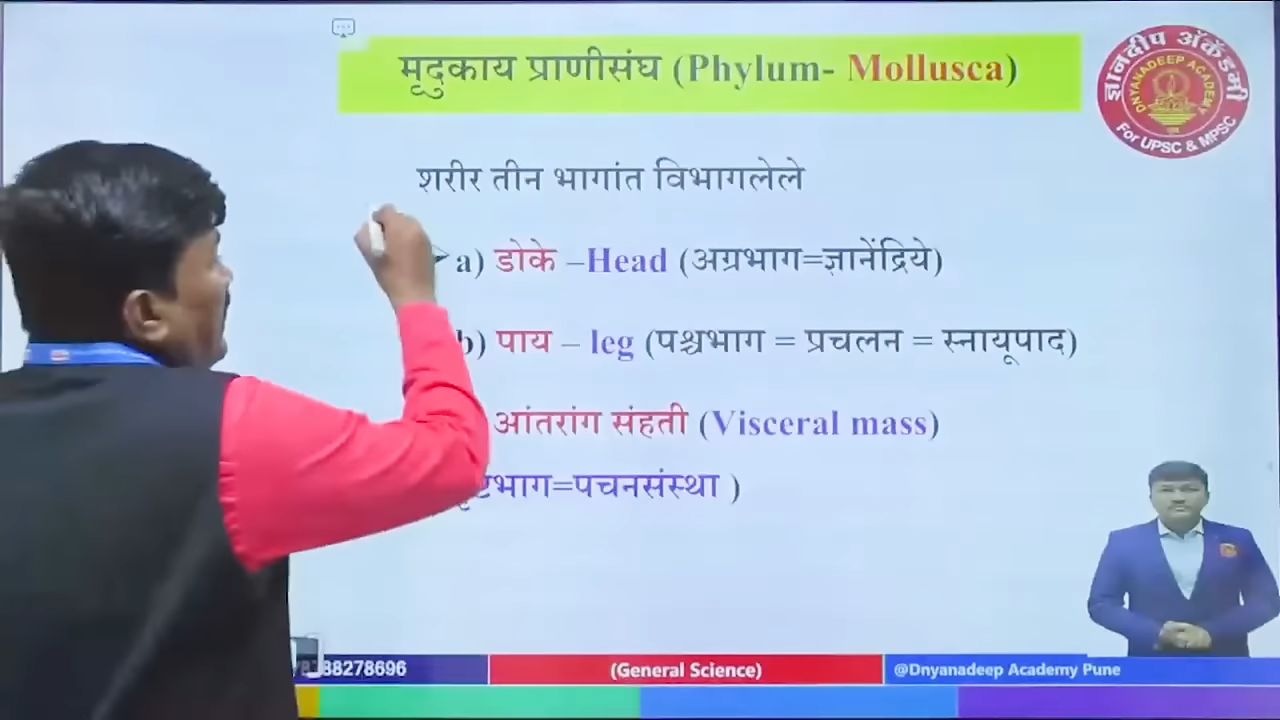 मृदुकाय प्राणीसंघ (Phylum- Mollusca)
ज्ञानदीप अ‍ॅकॅडमी
DNYANADEEP ACADEMY
For UPSC & MPSC
शरीर तीन भागांत विभागलेले
a) डोके –Head (अग्रभाग=ज्ञानेंद्रिये)
b) पाय – leg (पश्चभाग = प्रचलन = स्नायूपाद)
आंतरांग संहती (Visceral mass)
=पचनसंस्था )
88278696
(General Science)
@Dnyanadeep Academy Pune